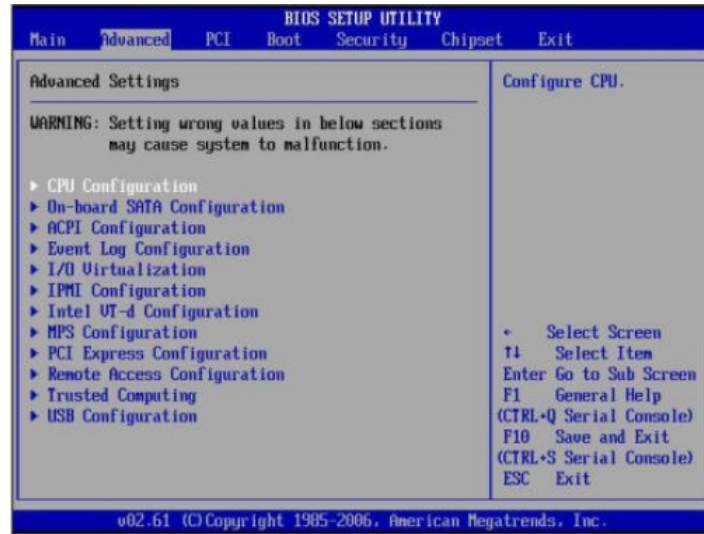 BIOS SETUP UTILITY
Main Advanced PCI Boot Security Chipset Exit
Advanced Settings
WARNING: Setting wrong values in below sections
may cause system to malfunction.
► CPU Configuration
► On-board SATA Configuration
► ACPI Configuration
► Event Log Configuration
► I/O Virtualization
► IPMI Configuration
► Intel VT-d Configuration
► MPS Configuration
► PCI Express Configuration
► Remote Access Configuration
► Trusted Computing
► USB Configuration
Configure CPU.
← Select Screen
↑↓ Select Item
Enter Go to Sub Screen
F1 General Help
(CTRL+Q Serial Console)
F10 Save and Exit
(CTRL+S Serial Console)
ESC Exit
v02.61 (C)Copyright 1985-2006, American Megatrends, Inc.